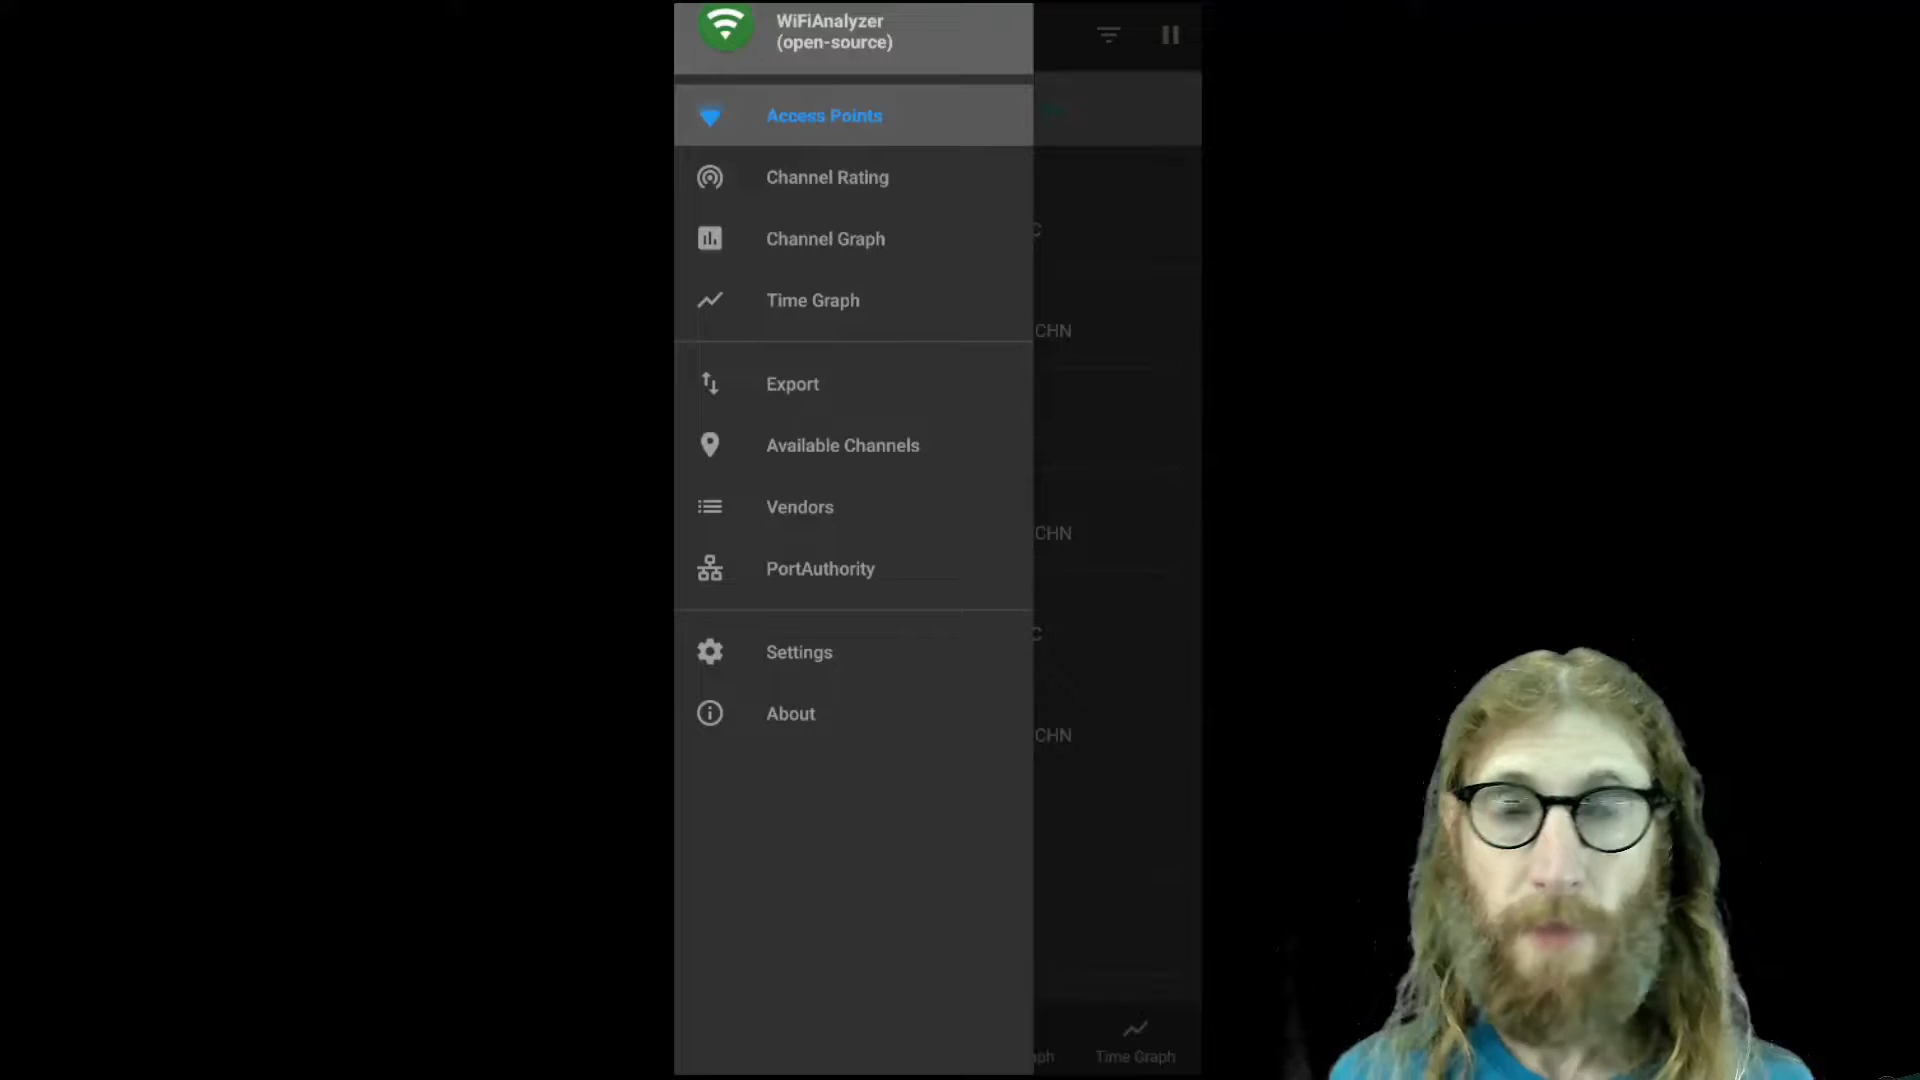 WiFiAnalyzer
(open-source)
Access Points
Channel Rating
Channel Graph
Time Graph
Export
Available Channels
Vendors
PortAuthority
Settings
About
C
CHN
CHN
C
CHN
aph
Time Graph